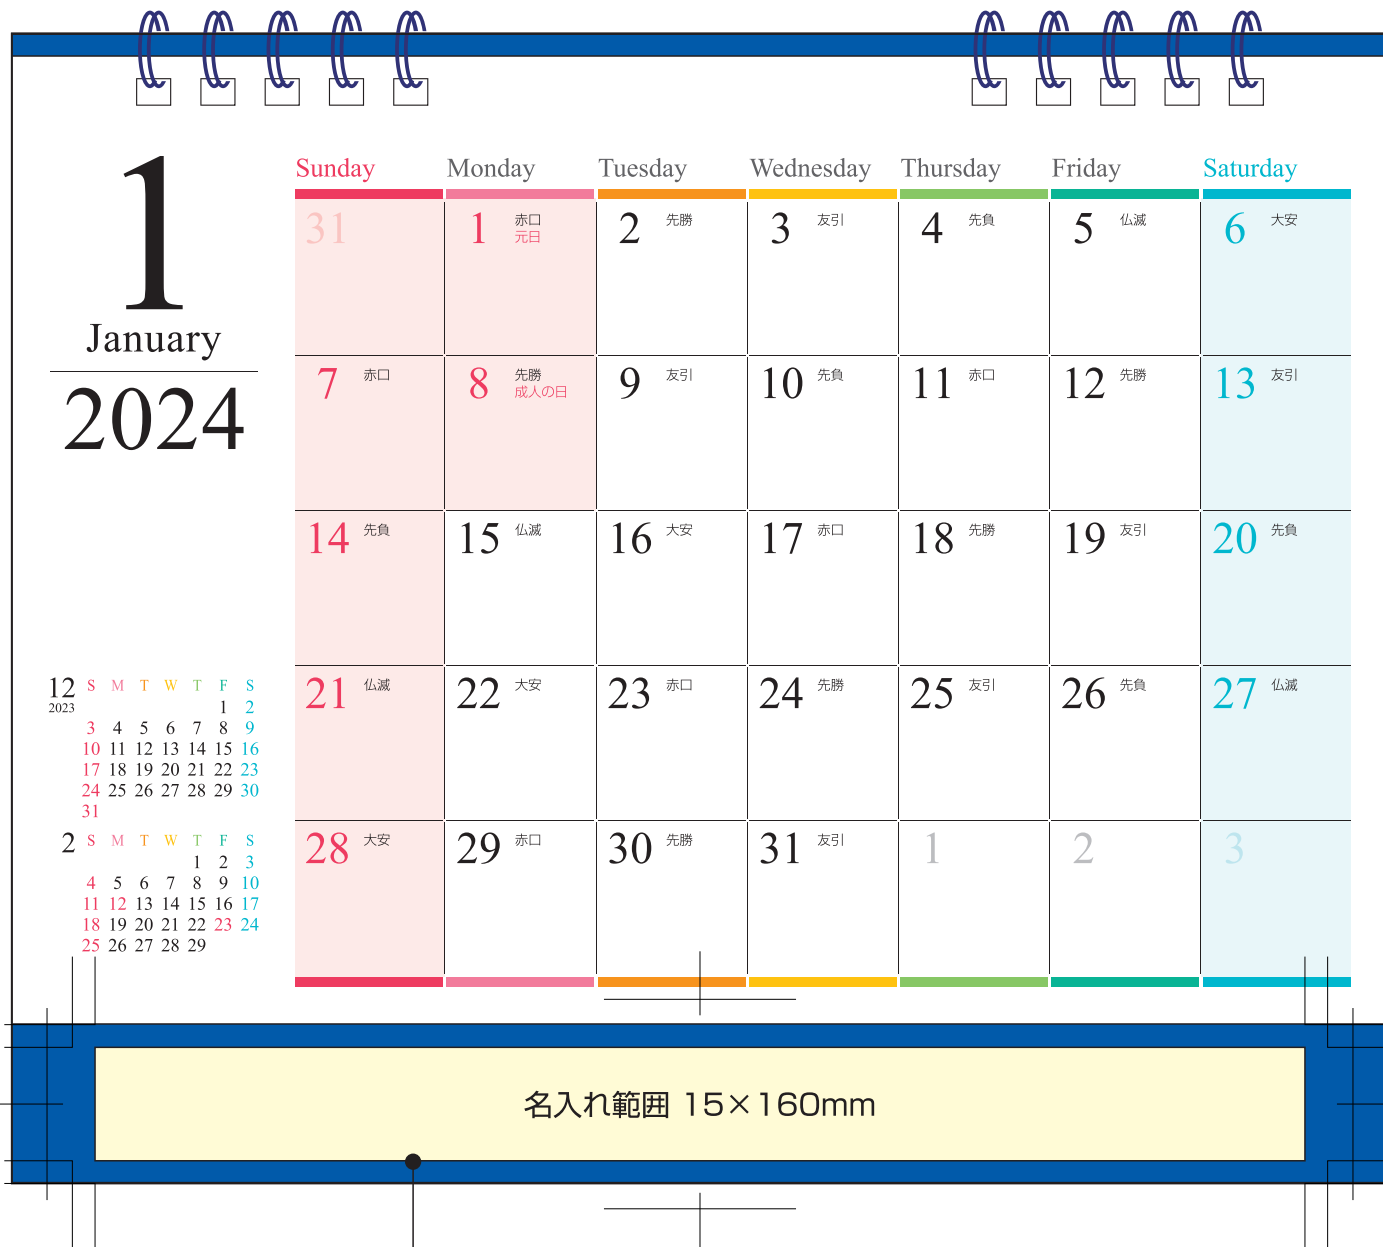 1
January
2024
Sunday Monday Tuesday Wednesday Thursday Friday Saturday
31 1 赤口 2 先勝 3 友引 4 先負 5 仏滅 6 大安
元日
7 赤口 8 先勝 9 友引 10 先負 11 赤口 12 先勝 13 友引
成人の日
14 先負 15 仏滅 16 大安 17 赤口 18 先勝 19 友引 20 先負
21 仏滅 22 大安 23 赤口 24 先勝 25 友引 26 先負 27 仏滅
28 大安 29 赤口 30 先勝 31 友引 1 2 3
12 S M T W T F S
2023 1 2
3 4 5 6 7 8 9
10 11 12 13 14 15 16
17 18 19 20 21 22 23
24 25 26 27 28 29 30
31
2 S M T W T F S
1 2 3
4 5 6 7 8 9 10
11 12 13 14 15 16 17
18 19 20 21 22 23 24
25 26 27 28 29
名入れ範囲 15×160mm